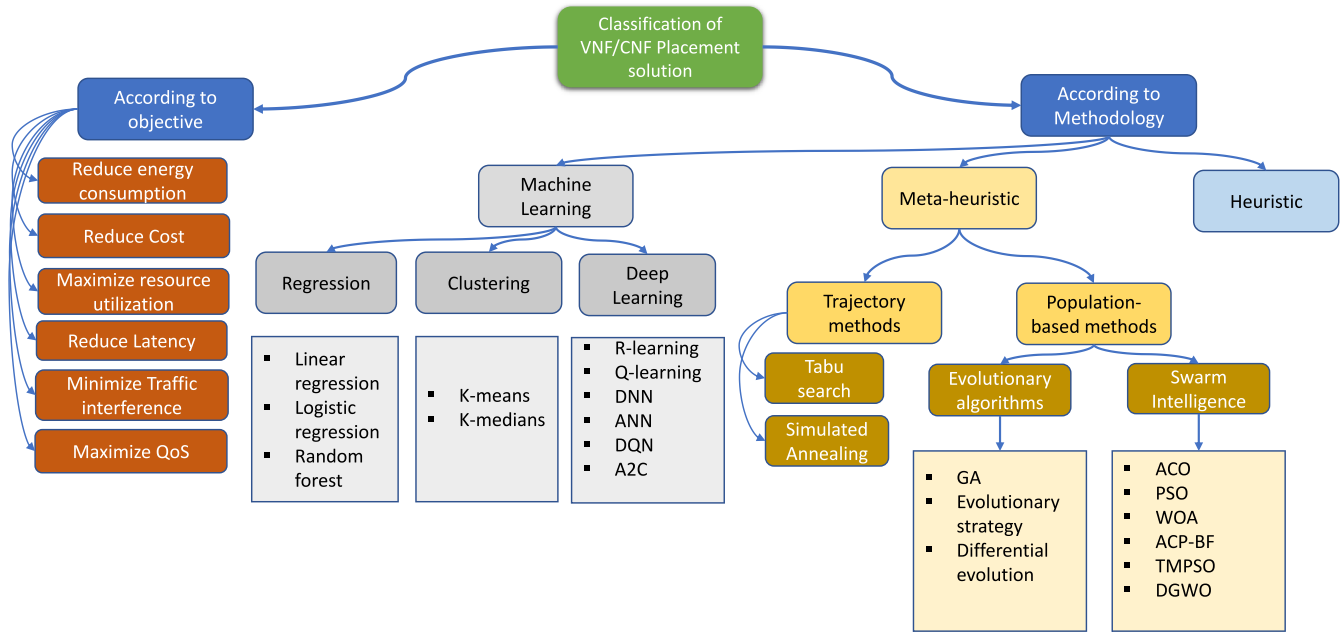 Classification of
VNF/CNF Placement
solution
According to
objective
According to
Methodology
Reduce energy
consumption
Reduce Cost
Maximize resource
utilization
Reduce Latency
Minimize Traffic
interference
Maximize QoS
Machine
Learning
Meta-heuristic
Heuristic
Regression
Clustering
Deep
Learning
▪ Linear
regression
▪ Logistic
regression
▪ Random
forest
▪ K-means
▪ K-medians
▪ R-learning
▪ Q-learning
▪ DNN
▪ ANN
▪ DQN
▪ A2C
Trajectory
methods
Population-
based methods
Tabu
search
Simulated
Annealing
Evolutionary
algorithms
Swarm
Intelligence
▪ GA
▪ Evolutionary
strategy
▪ Differential
evolution
▪ ACO
▪ PSO
▪ WOA
▪ ACP-BF
▪ TMPSO
▪ DGWO